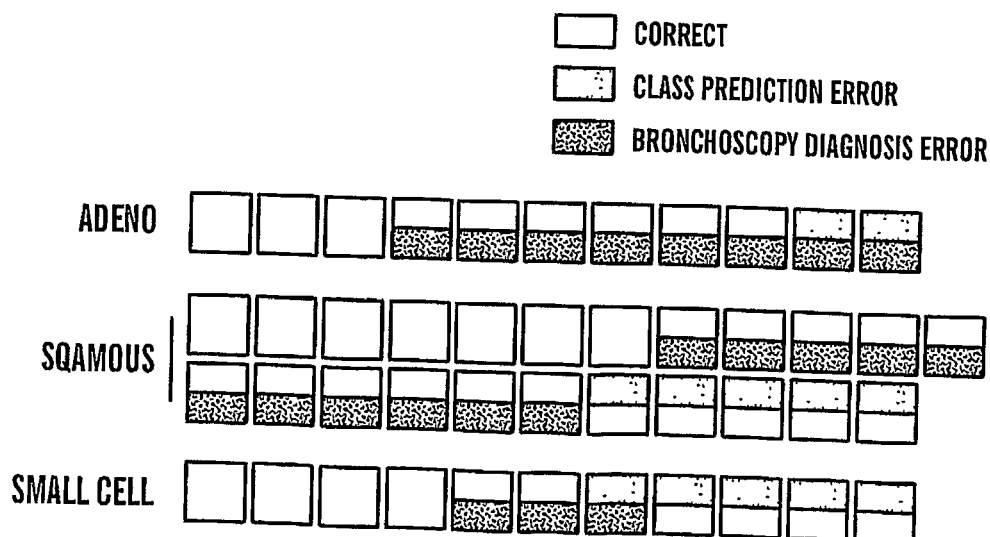 CORRECT
CLASS PREDICTION ERROR
BRONCHOSCOPY DIAGNOSIS ERROR
ADENO
SQAMOUS
SMALL CELL